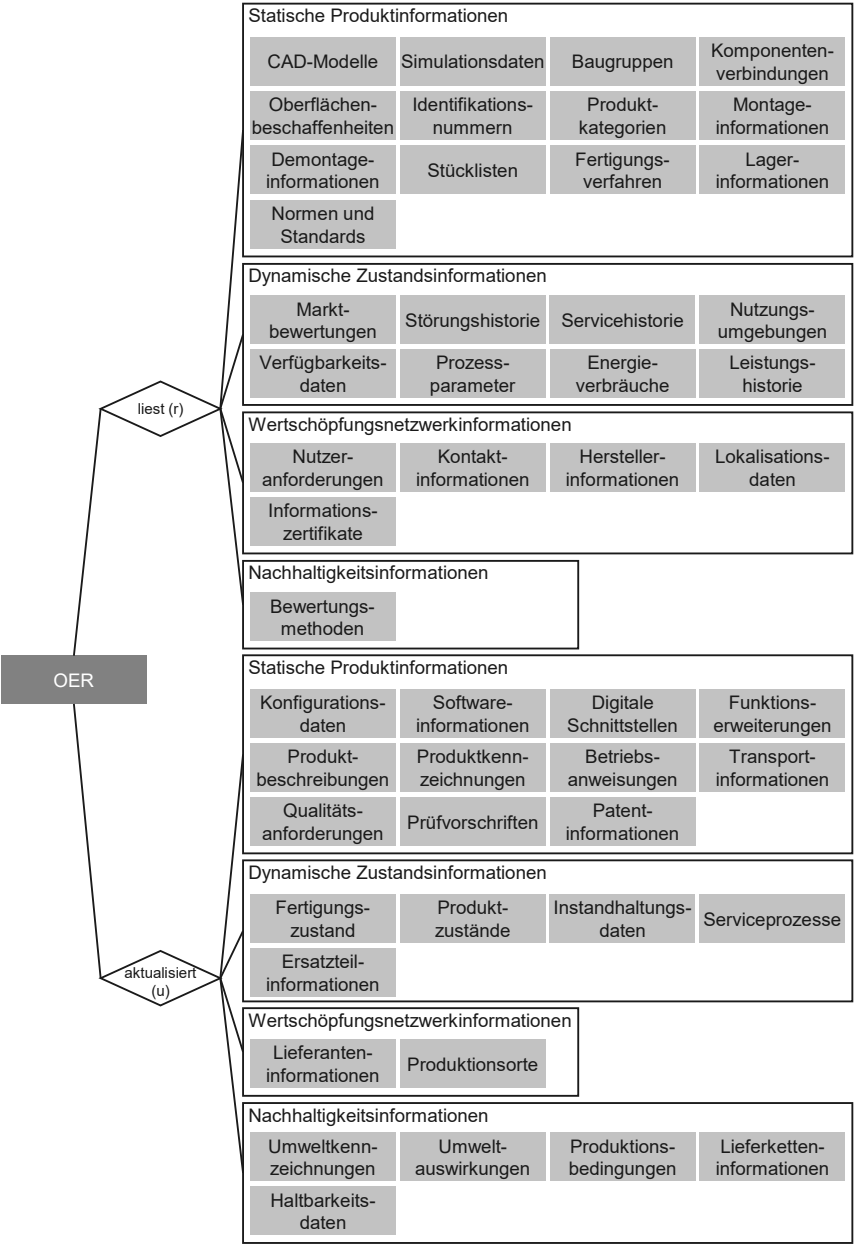 Statische Produktinformationen
CAD-Modelle
Simulationsdaten
Baugruppen
Komponenten-
verbindungen
Oberflächen-
beschaffenheiten
Identifikations-
nummern
Produkt-
kategorien
Montage-
informationen
Demontage-
informationen
Stücklisten
Fertigungs-
verfahren
Lager-
informationen
Normen und
Standards
Dynamische Zustandsinformationen
Markt-
bewertungen
Störungshistorie
Servicehistorie
Nutzungs-
umgebungen
Verfügbarkeits-
daten
Prozess-
parameter
Energie-
verbräuche
Leistungs-
historie
liest (r)
Wertschöpfungsnetzwerkinformationen
Nutzer-
anforderungen
Kontakt-
informationen
Hersteller-
informationen
Lokalisations-
daten
Informations-
zertifikate
Nachhaltigkeitsinformationen
Bewertungs-
methoden
OER
Statische Produktinformationen
Konfigurations-
daten
Software-
informationen
Digitale
Schnittstellen
Funktions-
erweiterungen
Produkt-
beschreibungen
Produktkenn-
zeichnungen
Betriebs-
anweisungen
Transport-
informationen
Qualitäts-
anforderungen
Prüfvorschriften
Patent-
informationen
Dynamische Zustandsinformationen
Fertigungs-
zustand
Produkt-
zustände
Instandhaltungs-
daten
Serviceprozesse
Ersatzteil-
informationen
aktualisiert
(u)
Wertschöpfungsnetzwerkinformationen
Lieferanten-
informationen
Produktionsorte
Nachhaltigkeitsinformationen
Umweltkenn-
zeichnungen
Umwelt-
auswirkungen
Produktions-
bedingungen
Lieferketten-
informationen
Haltbarkeits-
daten